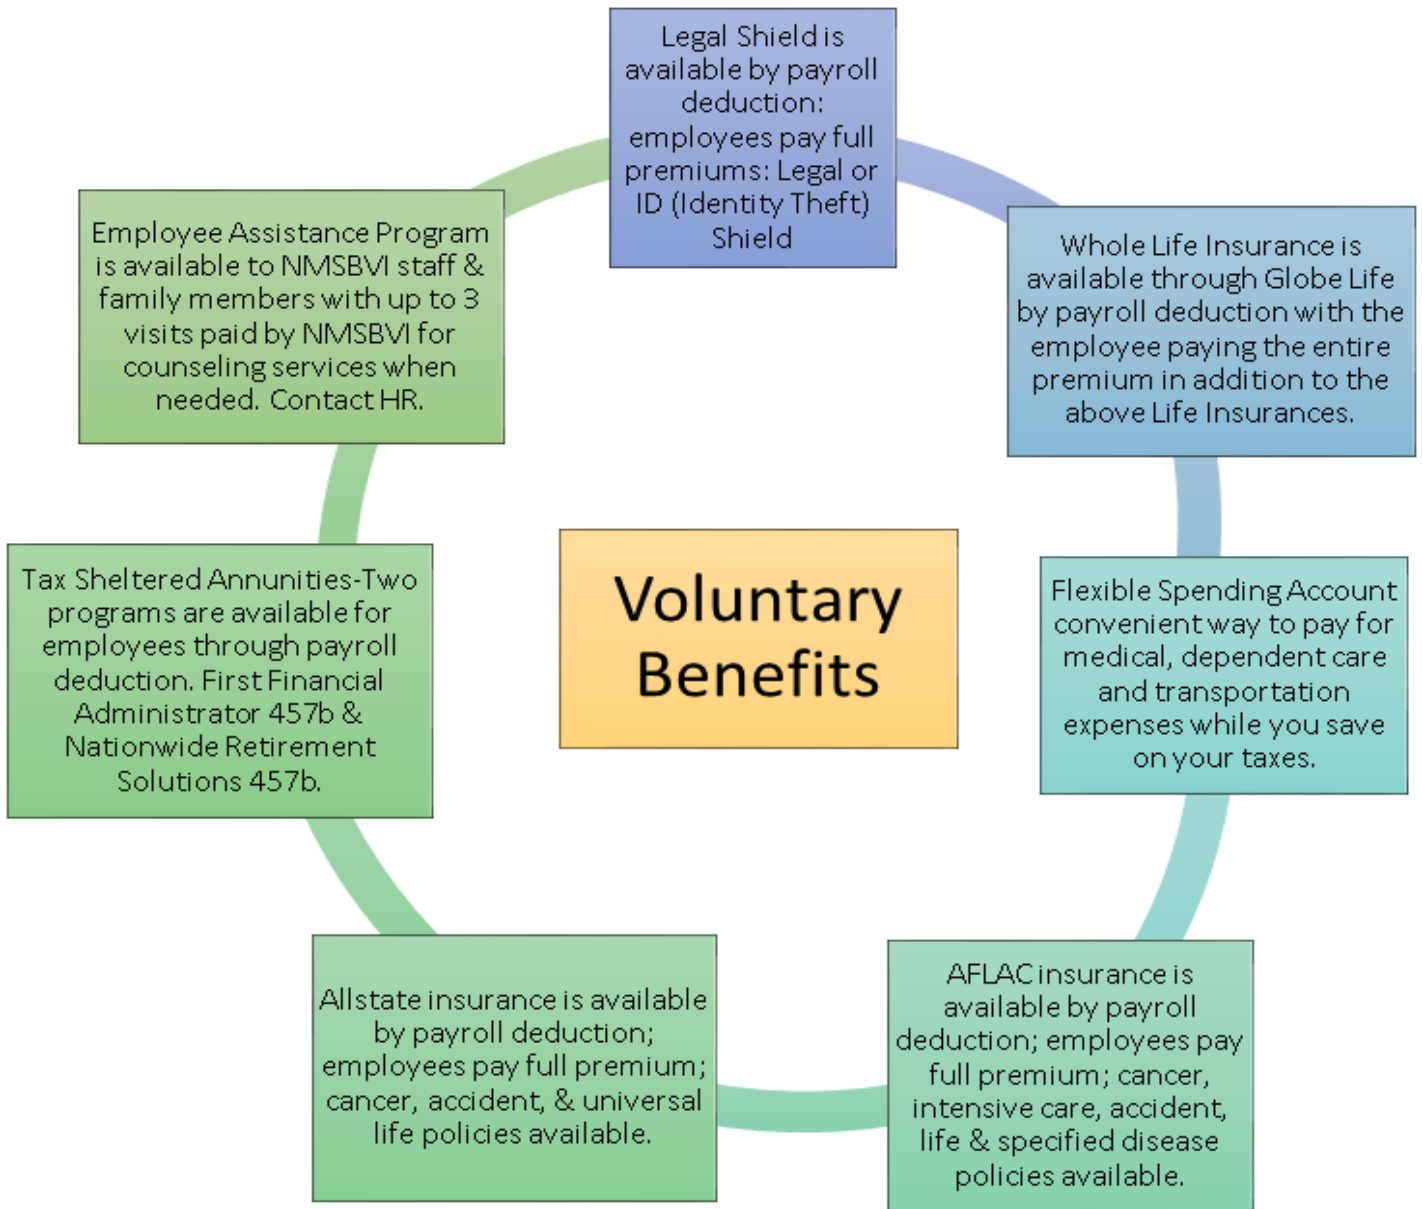 Legal Shield is
available by payroll
deduction:
employees pay full
premiums: Legal or
ID (Identity Theft)
Shield
Whole Life Insurance is
available through Globe Life
by payroll deduction with the
employee paying the entire
premium in addition to the
above Life Insurances.
Flexible Spending Account
convenient way to pay for
medical, dependent care
and transportation
expenses while you save
on your taxes.
AFLAC insurance is
available by payroll
deduction; employees pay
full premium; cancer,
intensive care, accident,
life & specified disease
policies available.
Allstate insurance is available
by payroll deduction;
employees pay full premium;
cancer, accident, & universal
life policies available.
Tax Sheltered Annunities-Two
programs are available for
employees through payroll
deduction. First Financial
Administrator 457b &
Nationwide Retirement
Solutions 457b.
Employee Assistance Program
is available to NMSBVI staff &
family members with up to 3
visits paid by NMSBVI for
counseling services when
needed. Contact HR.
Voluntary
Benefits